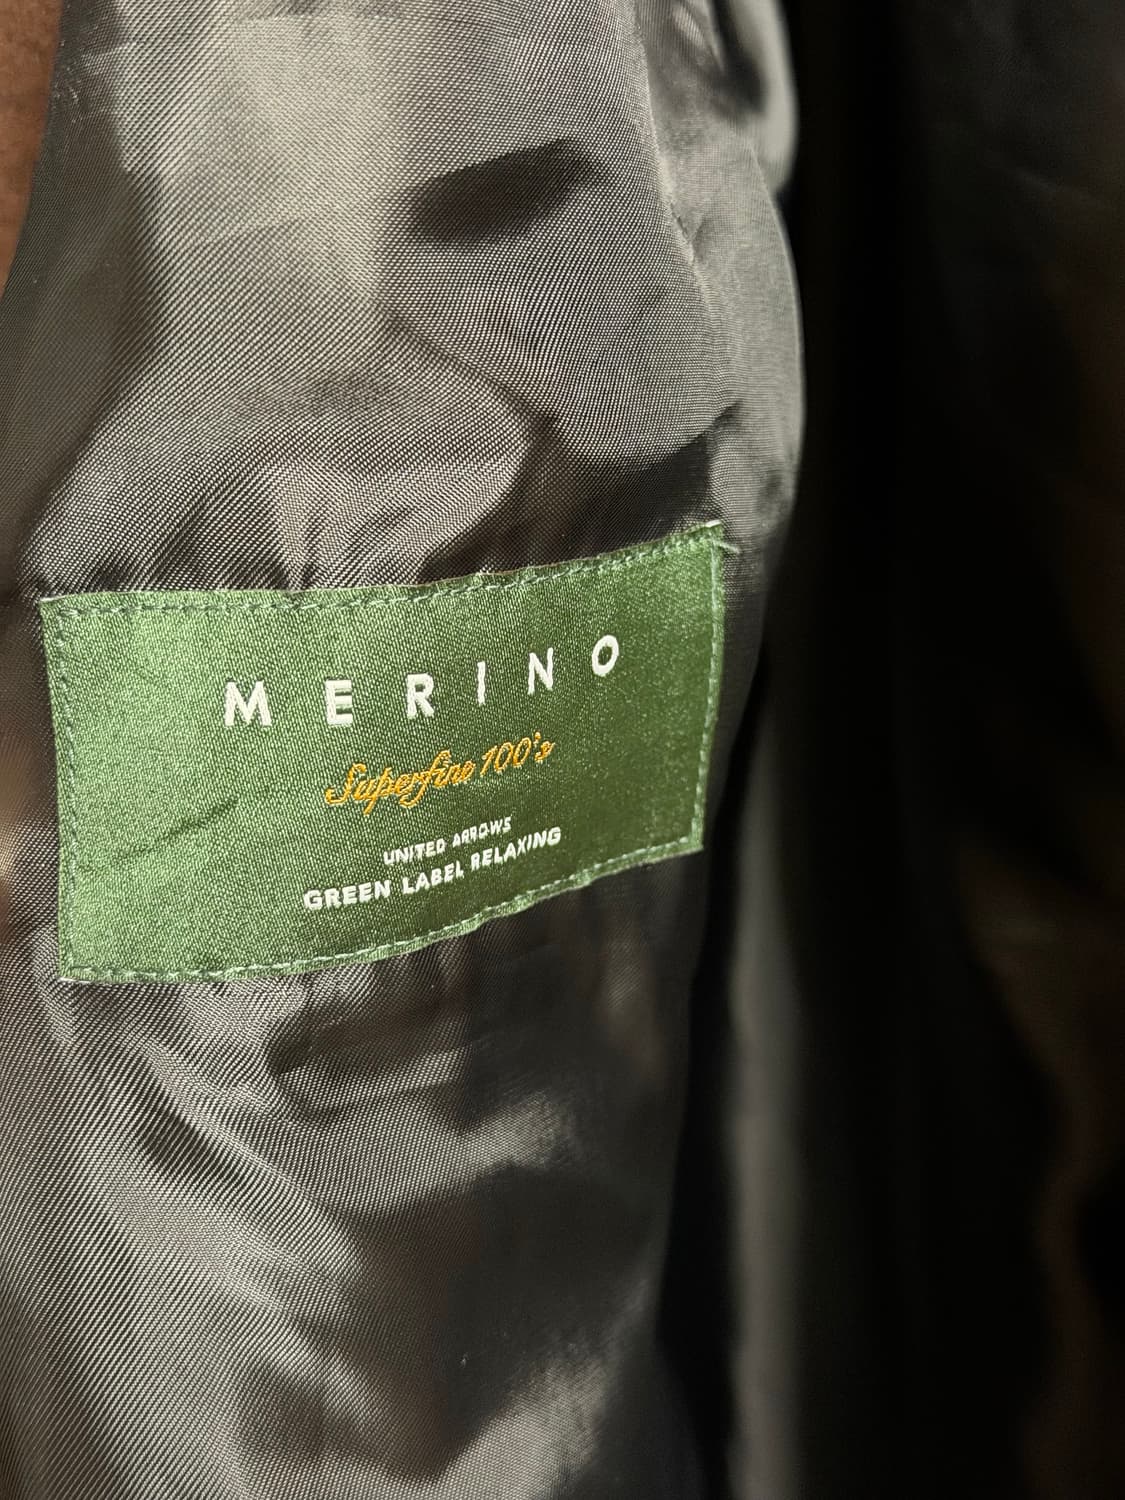 MERINO
Superfine 100's
UNITED ARROWS
GREEN LABEL RELAXING